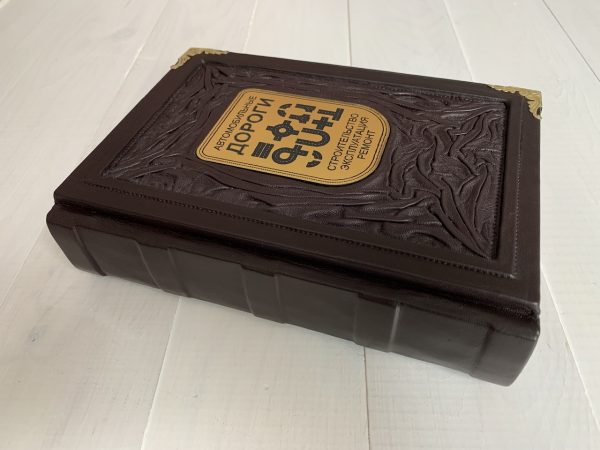 АВТОМОБИЛЬНЫЕ
ДОРОГИ
СТРОИТЕЛЬСТВО
ЭКСПЛУАТАЦИЯ
РЕМОНТ